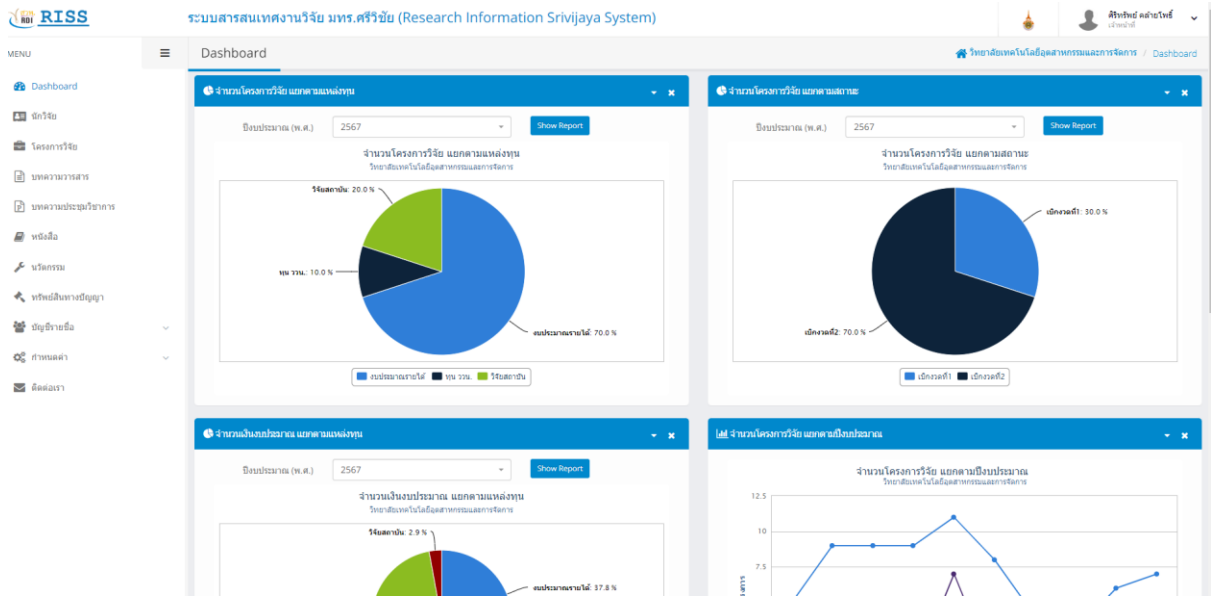 RDI RISS
ระบบสารสนเทศงานวิจัย มทร.ศรีวิชัย (Research Information Srivijaya System)
ศิริทรัพย์ คล้ายโพธิ์
เจ้าหน้าที่
MENU
Dashboard
วิทยาลัยเทคโนโลยีอุตสาหกรรมและการจัดการ / Dashboard
Dashboard
นักวิจัย
โครงการวิจัย
บทความวารสาร
บทความประชุมวิชาการ
หนังสือ
นวัตกรรม
ทรัพย์สินทางปัญญา
บัญชีรายชื่อ
กำหนดค่า
ติดต่อเรา
จำนวนโครงการวิจัย แยกตามแหล่งทุน
ปีงบประมาณ (พ.ศ.) 2567 Show Report
จำนวนโครงการวิจัย แยกตามแหล่งทุน
วิทยาลัยเทคโนโลยีอุตสาหกรรมและการจัดการ
วิจัยสถาบัน: 20.0 %
ทุน ววน.: 10.0 %
งบประมาณรายได้: 70.0 %
งบประมาณรายได้ ทุน ววน. วิจัยสถาบัน
จำนวนโครงการวิจัย แยกตามสถานะ
ปีงบประมาณ (พ.ศ.) 2567 Show Report
จำนวนโครงการวิจัย แยกตามสถานะ
วิทยาลัยเทคโนโลยีอุตสาหกรรมและการจัดการ
เบิกงวดที่1: 30.0 %
เบิกงวดที่2: 70.0 %
เบิกงวดที่1 เบิกงวดที่2
จำนวนเงินงบประมาณ แยกตามแหล่งทุน
ปีงบประมาณ (พ.ศ.) 2567 Show Report
จำนวนเงินงบประมาณ แยกตามแหล่งทุน
วิทยาลัยเทคโนโลยีอุตสาหกรรมและการจัดการ
วิจัยสถาบัน: 2.9 %
งบประมาณรายได้: 37.8 %
จำนวนโครงการวิจัย แยกตามปีงบประมาณ
จำนวนโครงการวิจัย แยกตามปีงบประมาณ
วิทยาลัยเทคโนโลยีอุตสาหกรรมและการจัดการ
12.5
10
7.5